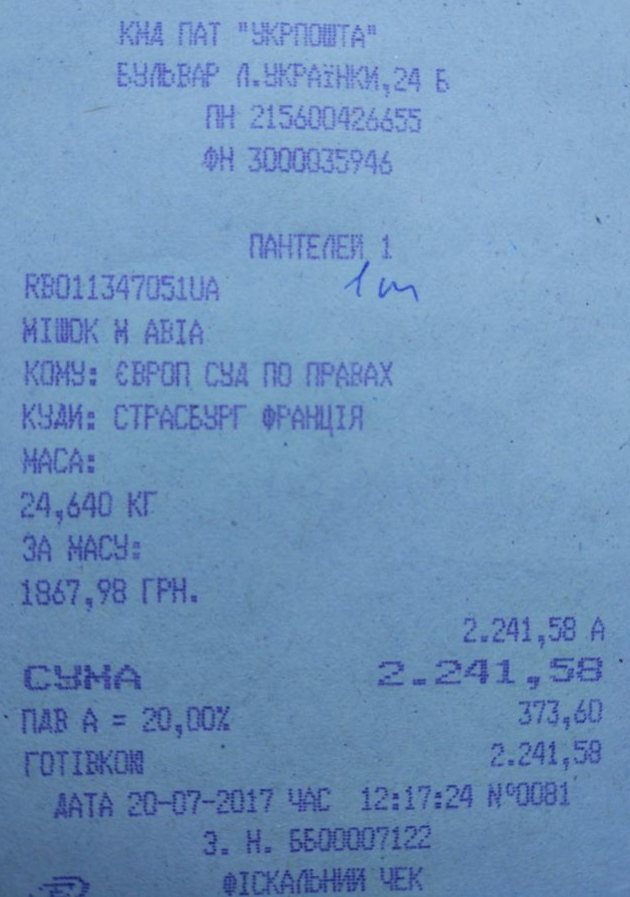 КМД ПАТ "УКРПОШТА"
БУЛЬВАР Л.УКРАЇНКИ,24 Б
ПН 215600426655
ФН 3000035946
ПАНТЕЛЕЙ 1
RB011347051UA
МІШОК М АВІА
КОМУ: ЄВРОП СУД ПО ПРАВАХ
КУДИ: СТРАСБУРГ ФРАНЦІЯ
МАСА:
24,640 КГ
ЗА МАСУ:
1867,98 ГРН.
2.241,58 А
СУМА 2.241,58
ПДВ А = 20,00% 373,60
ГОТІВКОЮ 2.241,58
ДАТА 20-07-2017 ЧАС 12:17:24 №0081
З. Н. ББ00007122
ФІСКАЛЬНИЙ ЧЕК